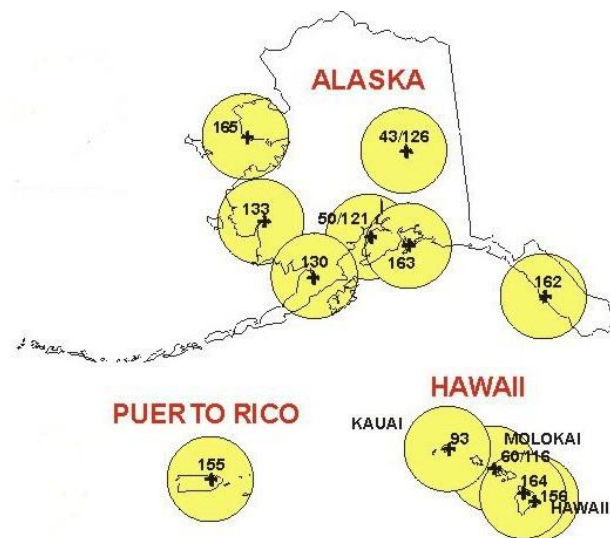 ALASKA
165
43/126
133
50/121
163
130
162
HAWAII
PUERTO RICO
KAUAI
93
MOLOKAI
60/116
155
164
156
HAWAII